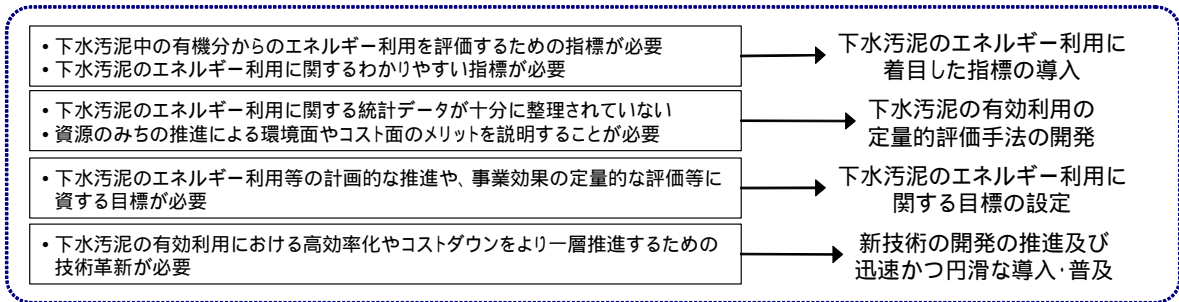 ・下水汚泥中の有機分からのエネルギー利用を評価するための指標が必要
・下水汚泥のエネルギー利用に関するわかりやすい指標が必要
下水汚泥のエネルギー利用に
着目した指標の導入
・下水汚泥のエネルギー利用に関する統計データが十分に整理されていない
・資源のみちの推進による環境面やコスト面のメリットを説明することが必要
下水汚泥の有効利用の
定量的評価手法の開発
・下水汚泥のエネルギー利用等の計画的な推進や、事業効果の定量的な評価等に
資する目標が必要
下水汚泥のエネルギー利用に
関する目標の設定
・下水汚泥の有効利用における高効率化やコストダウンをより一層推進するための
技術革新が必要
新技術の開発の推進及び
迅速かつ円滑な導入・普及